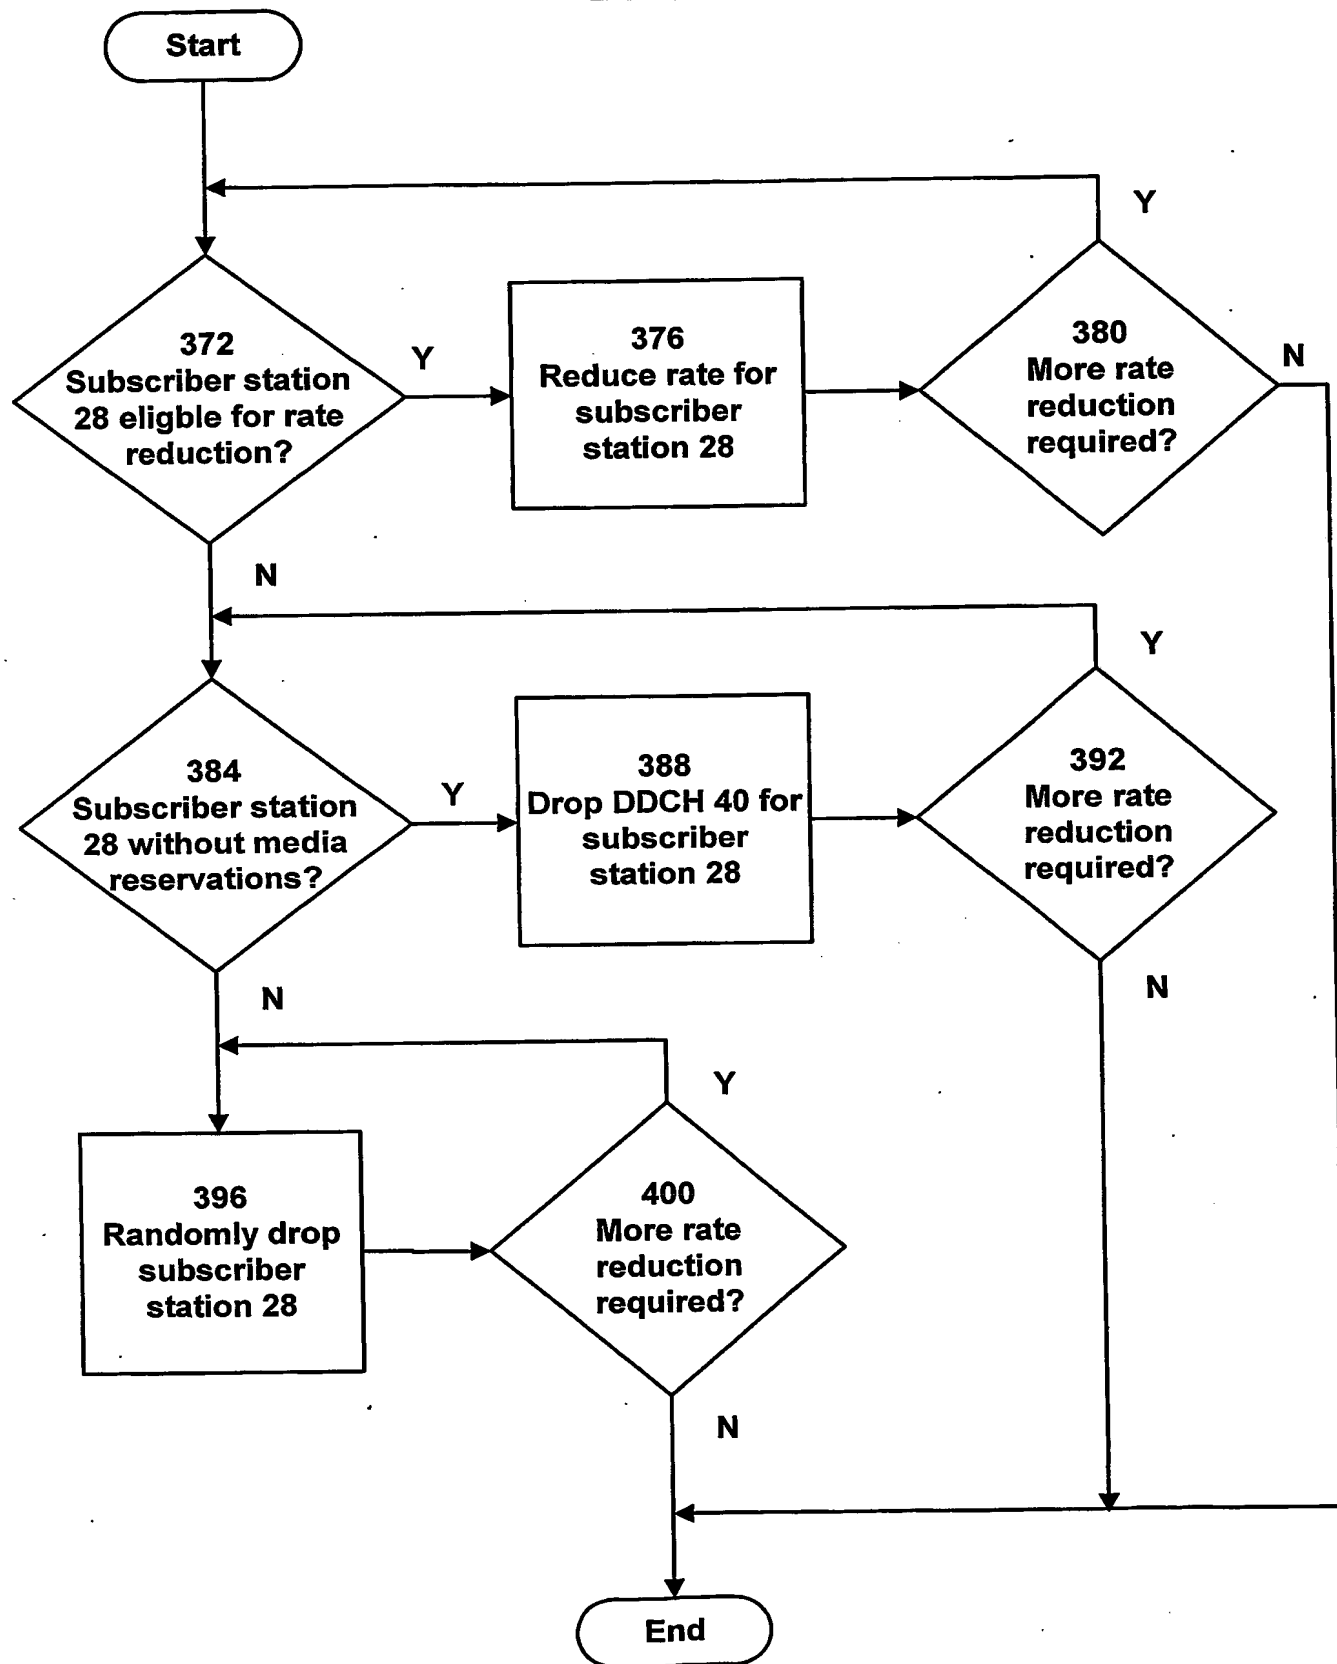 Start
Y
372
Subscriber station
28 eligble for rate
reduction?
Y
376
Reduce rate for
subscriber
station 28
380
More rate
reduction
required?
N
N
Y
384
Subscriber station
28 without media
reservations?
Y
388
Drop DDCH 40 for
subscriber
station 28
392
More rate
reduction
required?
N
N
Y
396
Randomly drop
subscriber
station 28
400
More rate
reduction
required?
N
End